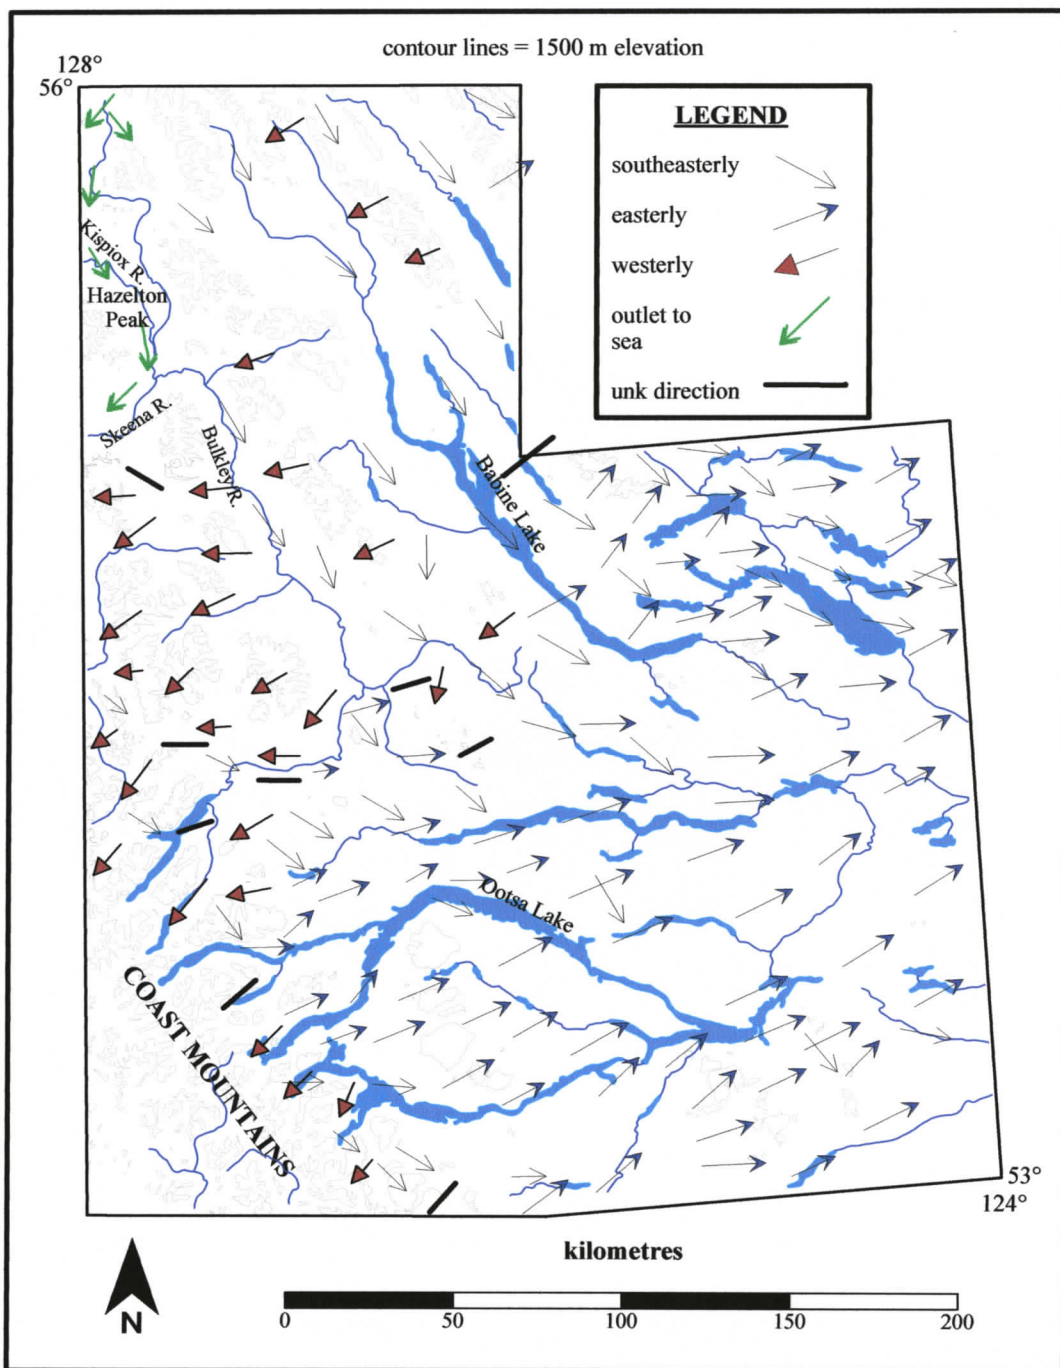 contour lines = 1500 m elevation
128°
56°
LEGEND
southeasterly
easterly
westerly
outlet to
sea
unk direction
Kispiox R.
Hazelton
Peak
Skeena R.
Bulkley R.
Babine Lake
Ootsa Lake
COAST MOUNTAINS
53°
124°
kilometres
N
0 50 100 150 200